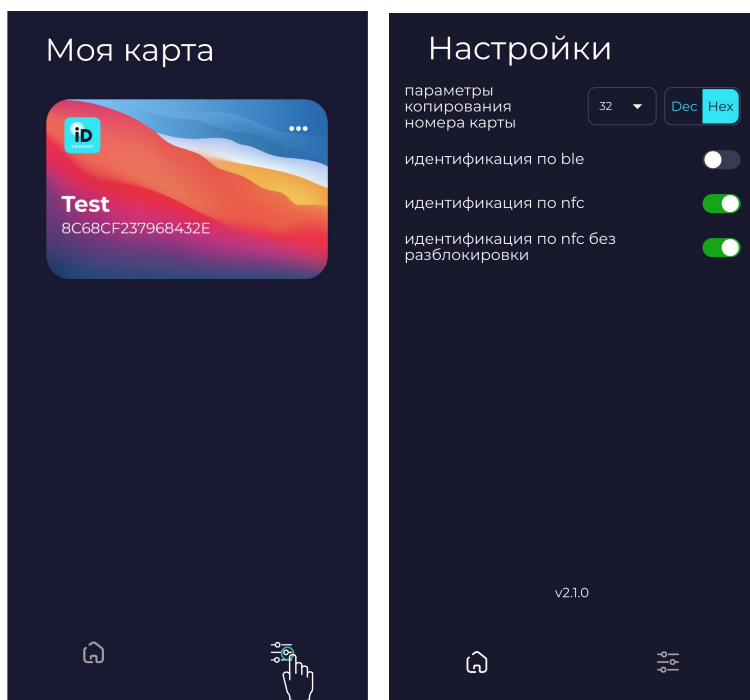 Моя карта
iD
Test
8C68CF237968432E
Настройки
параметры
копирования
номера карты
32
Dec Hex
идентификация по ble
идентификация по nfc
идентификация по nfc без
разблокировки
v2.1.0